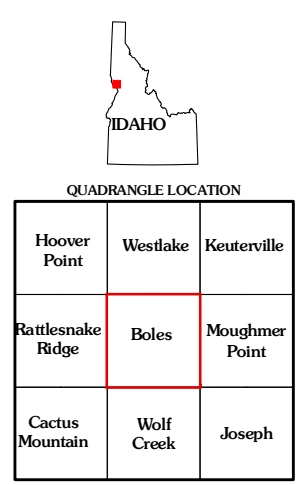 IDAHO
QUADRANGLE LOCATION
Hoover
Point
Westlake
Keuterville
Rattlesnake
Ridge
Boles
Moughmer
Point
Cactus
Mountain
Wolf
Creek
Joseph